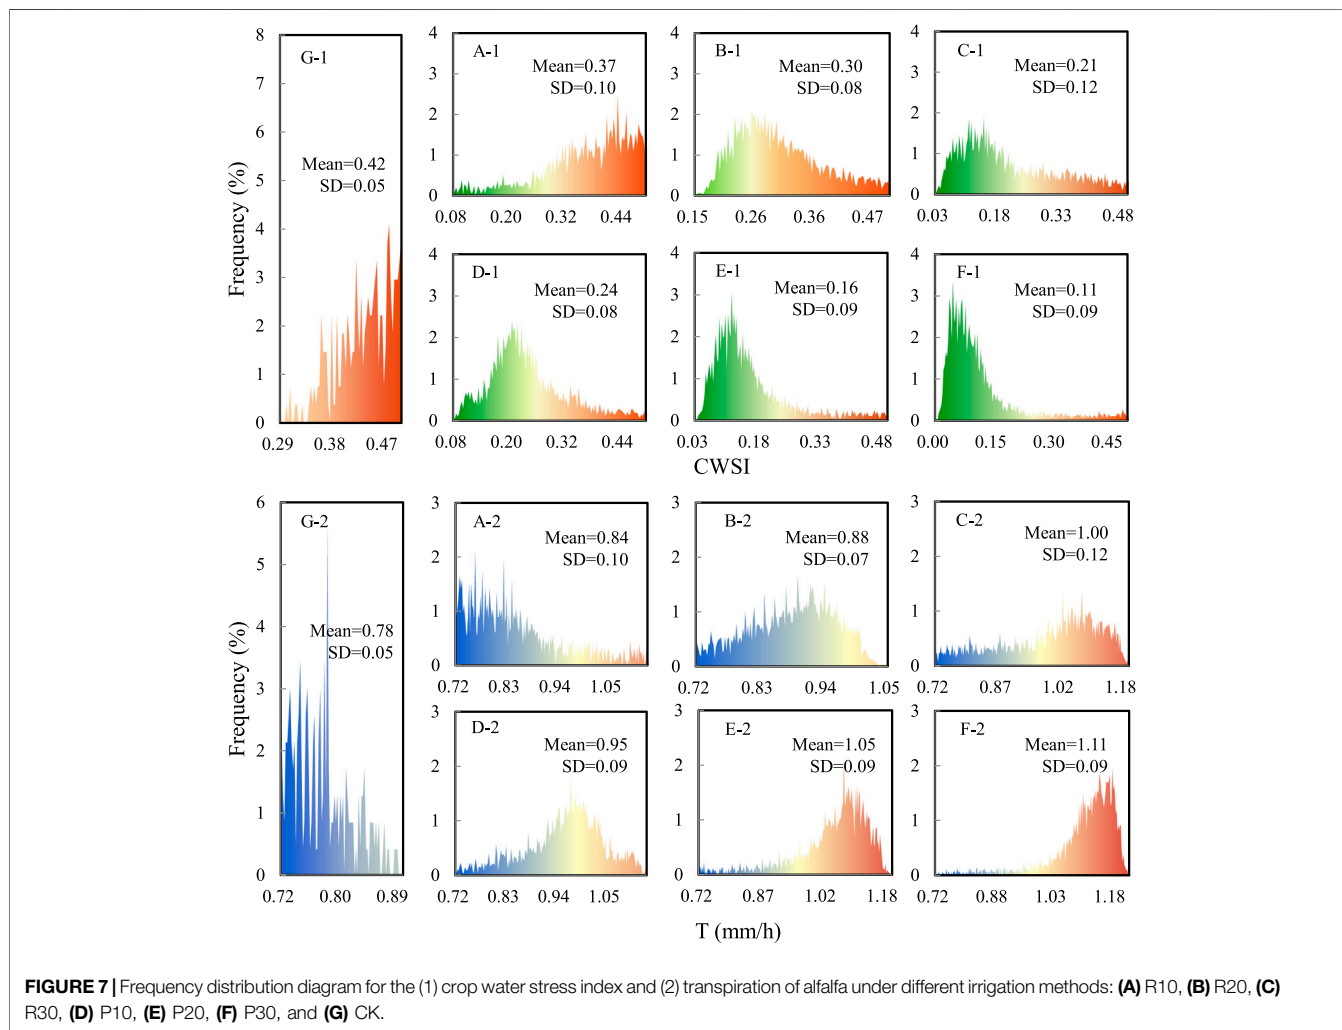 Frequency (%)
8
7
6
5
4
3
2
1
0
G-1
Mean=0.42
SD=0.05
0.29 0.38 0.47
4
3
2
1
0
A-1
Mean=0.37
SD=0.10
0.08 0.20 0.32 0.44
4
3
2
1
0
B-1
Mean=0.30
SD=0.08
0.15 0.26 0.36 0.47
4
3
2
1
0
C-1
Mean=0.21
SD=0.12
0.03 0.18 0.33 0.48
4
3
2
1
0
D-1
Mean=0.24
SD=0.08
0.08 0.20 0.32 0.44
4
3
2
1
0
E-1
Mean=0.16
SD=0.09
0.03 0.18 0.33 0.48
4
3
2
1
0
F-1
Mean=0.11
SD=0.09
0.00 0.15 0.30 0.45
CWSI
Frequency (%)
6
5
4
3
2
1
0
G-2
Mean=0.78
SD=0.05
0.72 0.80 0.89
3
2
1
0
A-2
Mean=0.84
SD=0.10
0.72 0.83 0.94 1.05
3
2
1
0
B-2
Mean=0.88
SD=0.07
0.72 0.83 0.94 1.05
3
2
1
0
C-2
Mean=1.00
SD=0.12
0.72 0.87 1.02 1.18
3
2
1
0
D-2
Mean=0.95
SD=0.09
0.72 0.83 0.94 1.05
3
2
1
0
E-2
Mean=1.05
SD=0.09
0.72 0.87 1.02 1.18
3
2
1
0
F-2
Mean=1.11
SD=0.09
0.72 0.88 1.03 1.18
T (mm/h)
FIGURE 7 | Frequency distribution diagram for the (1) crop water stress index and (2) transpiration of alfalfa under different irrigation methods: (A) R10, (B) R20, (C)
R30, (D) P10, (E) P20, (F) P30, and (G) CK.